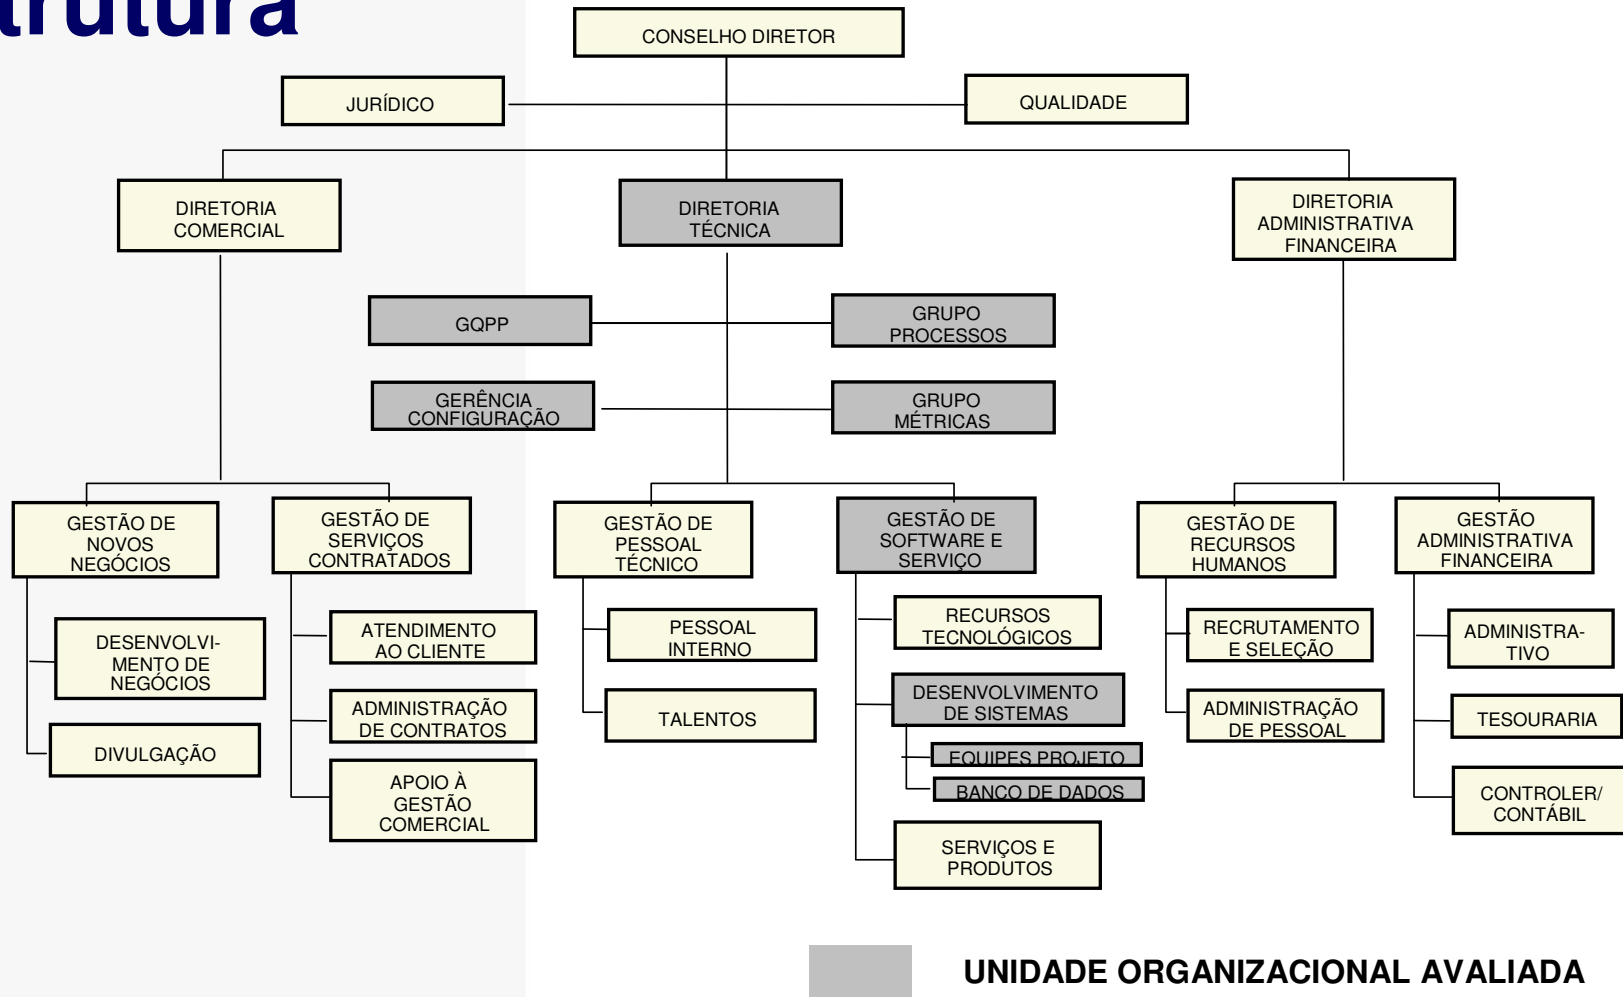 trutura
CONSELHO DIRETOR
JURÍDICO
QUALIDADE
DIRETORIA
COMERCIAL
DIRETORIA
TÉCNICA
DIRETORIA
ADMINISTRATIVA
FINANCEIRA
GQPP
GRUPO
PROCESSOS
GERÊNCIA
CONFIGURAÇÃO
GRUPO
MÉTRICAS
GESTÃO DE
NOVOS
NEGÓCIOS
GESTÃO DE
SERVIÇOS
CONTRATADOS
GESTÃO DE
PESSOAL
TÉCNICO
GESTÃO DE
SOFTWARE E
SERVIÇO
GESTÃO DE
RECURSOS
HUMANOS
GESTÃO
ADMINISTRATIVA
FINANCEIRA
DESENVOLVI-
MENTO DE
NEGÓCIOS
DIVULGAÇÃO
ATENDIMENTO
AO CLIENTE
ADMINISTRAÇÃO
DE CONTRATOS
APOIO À
GESTÃO
COMERCIAL
PESSOAL
INTERNO
TALENTOS
RECURSOS
TECNOLÓGICOS
DESENVOLVIMENTO
DE SISTEMAS
EQUIPES PROJETO
BANCO DE DADOS
SERVIÇOS E
PRODUTOS
RECRUTAMENTO
E SELEÇÃO
ADMINISTRAÇÃO
DE PESSOAL
ADMINISTRA-
TIVO
TESOURARIA
CONTROLER/
CONTÁBIL
UNIDADE ORGANIZACIONAL AVALIADA